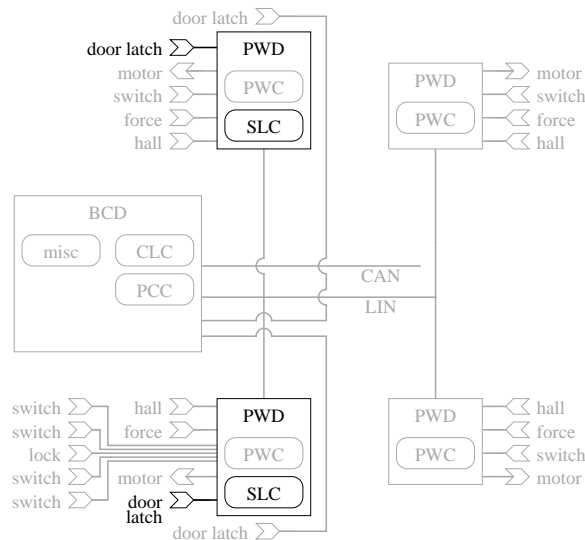 door latch
door latch
PWD
motor
PWC
switch
force
SLC
hall
PWD
motor
switch
PWC
force
hall
BCD
misc
CLC
PCC
CAN
LIN
switch
switch
lock
switch
switch
hall
force
motor
door
latch
door latch
PWD
PWC
SLC
PWD
PWC
hall
force
switch
motor